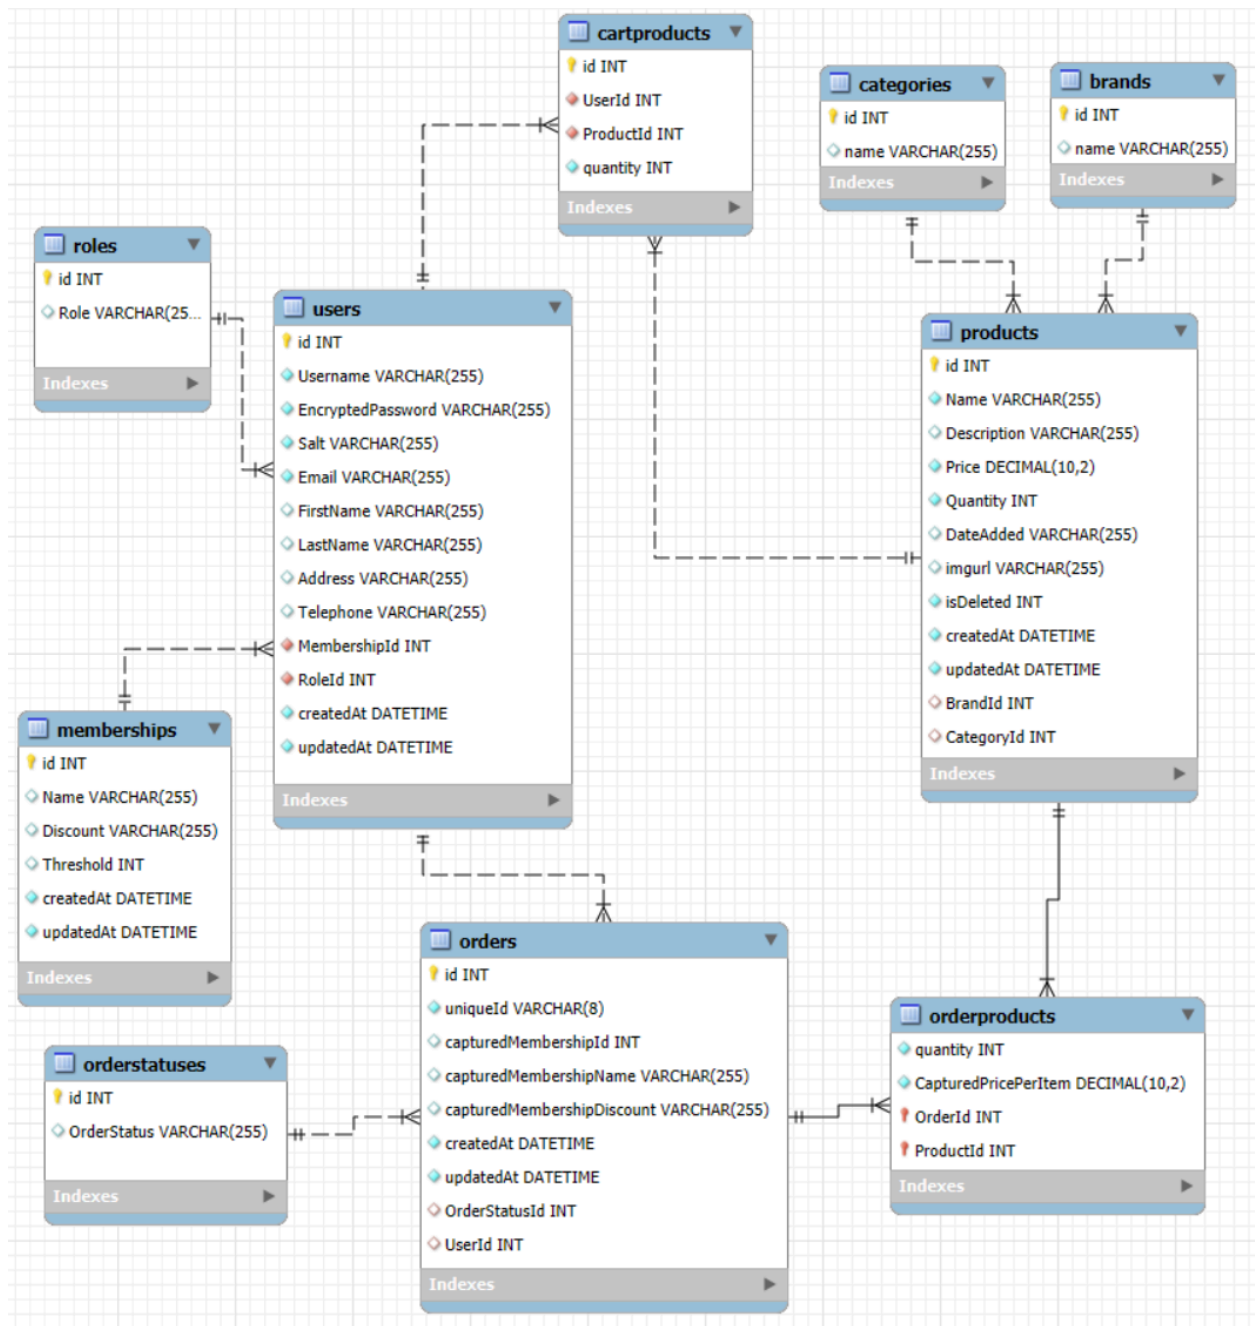 cartproducts
id INT
UserId INT
ProductId INT
quantity INT
Indexes
categories
id INT
name VARCHAR(255)
Indexes
brands
id INT
name VARCHAR(255)
Indexes
roles
id INT
Role VARCHAR(25...
Indexes
users
id INT
Username VARCHAR(255)
EncryptedPassword VARCHAR(255)
Salt VARCHAR(255)
Email VARCHAR(255)
FirstName VARCHAR(255)
LastName VARCHAR(255)
Address VARCHAR(255)
Telephone VARCHAR(255)
MembershipId INT
RoleId INT
createdAt DATETIME
updatedAt DATETIME
Indexes
products
id INT
Name VARCHAR(255)
Description VARCHAR(255)
Price DECIMAL(10,2)
Quantity INT
DateAdded VARCHAR(255)
imgurl VARCHAR(255)
isDeleted INT
createdAt DATETIME
updatedAt DATETIME
BrandId INT
CategoryId INT
Indexes
memberships
id INT
Name VARCHAR(255)
Discount VARCHAR(255)
Threshold INT
createdAt DATETIME
updatedAt DATETIME
Indexes
orders
id INT
uniqueId VARCHAR(8)
capturedMembershipId INT
capturedMembershipName VARCHAR(255)
capturedMembershipDiscount VARCHAR(255)
createdAt DATETIME
updatedAt DATETIME
OrderStatusId INT
UserId INT
Indexes
orderproducts
quantity INT
CapturedPricePerItem DECIMAL(10,2)
OrderId INT
ProductId INT
Indexes
orderstatuses
id INT
OrderStatus VARCHAR(255)
Indexes